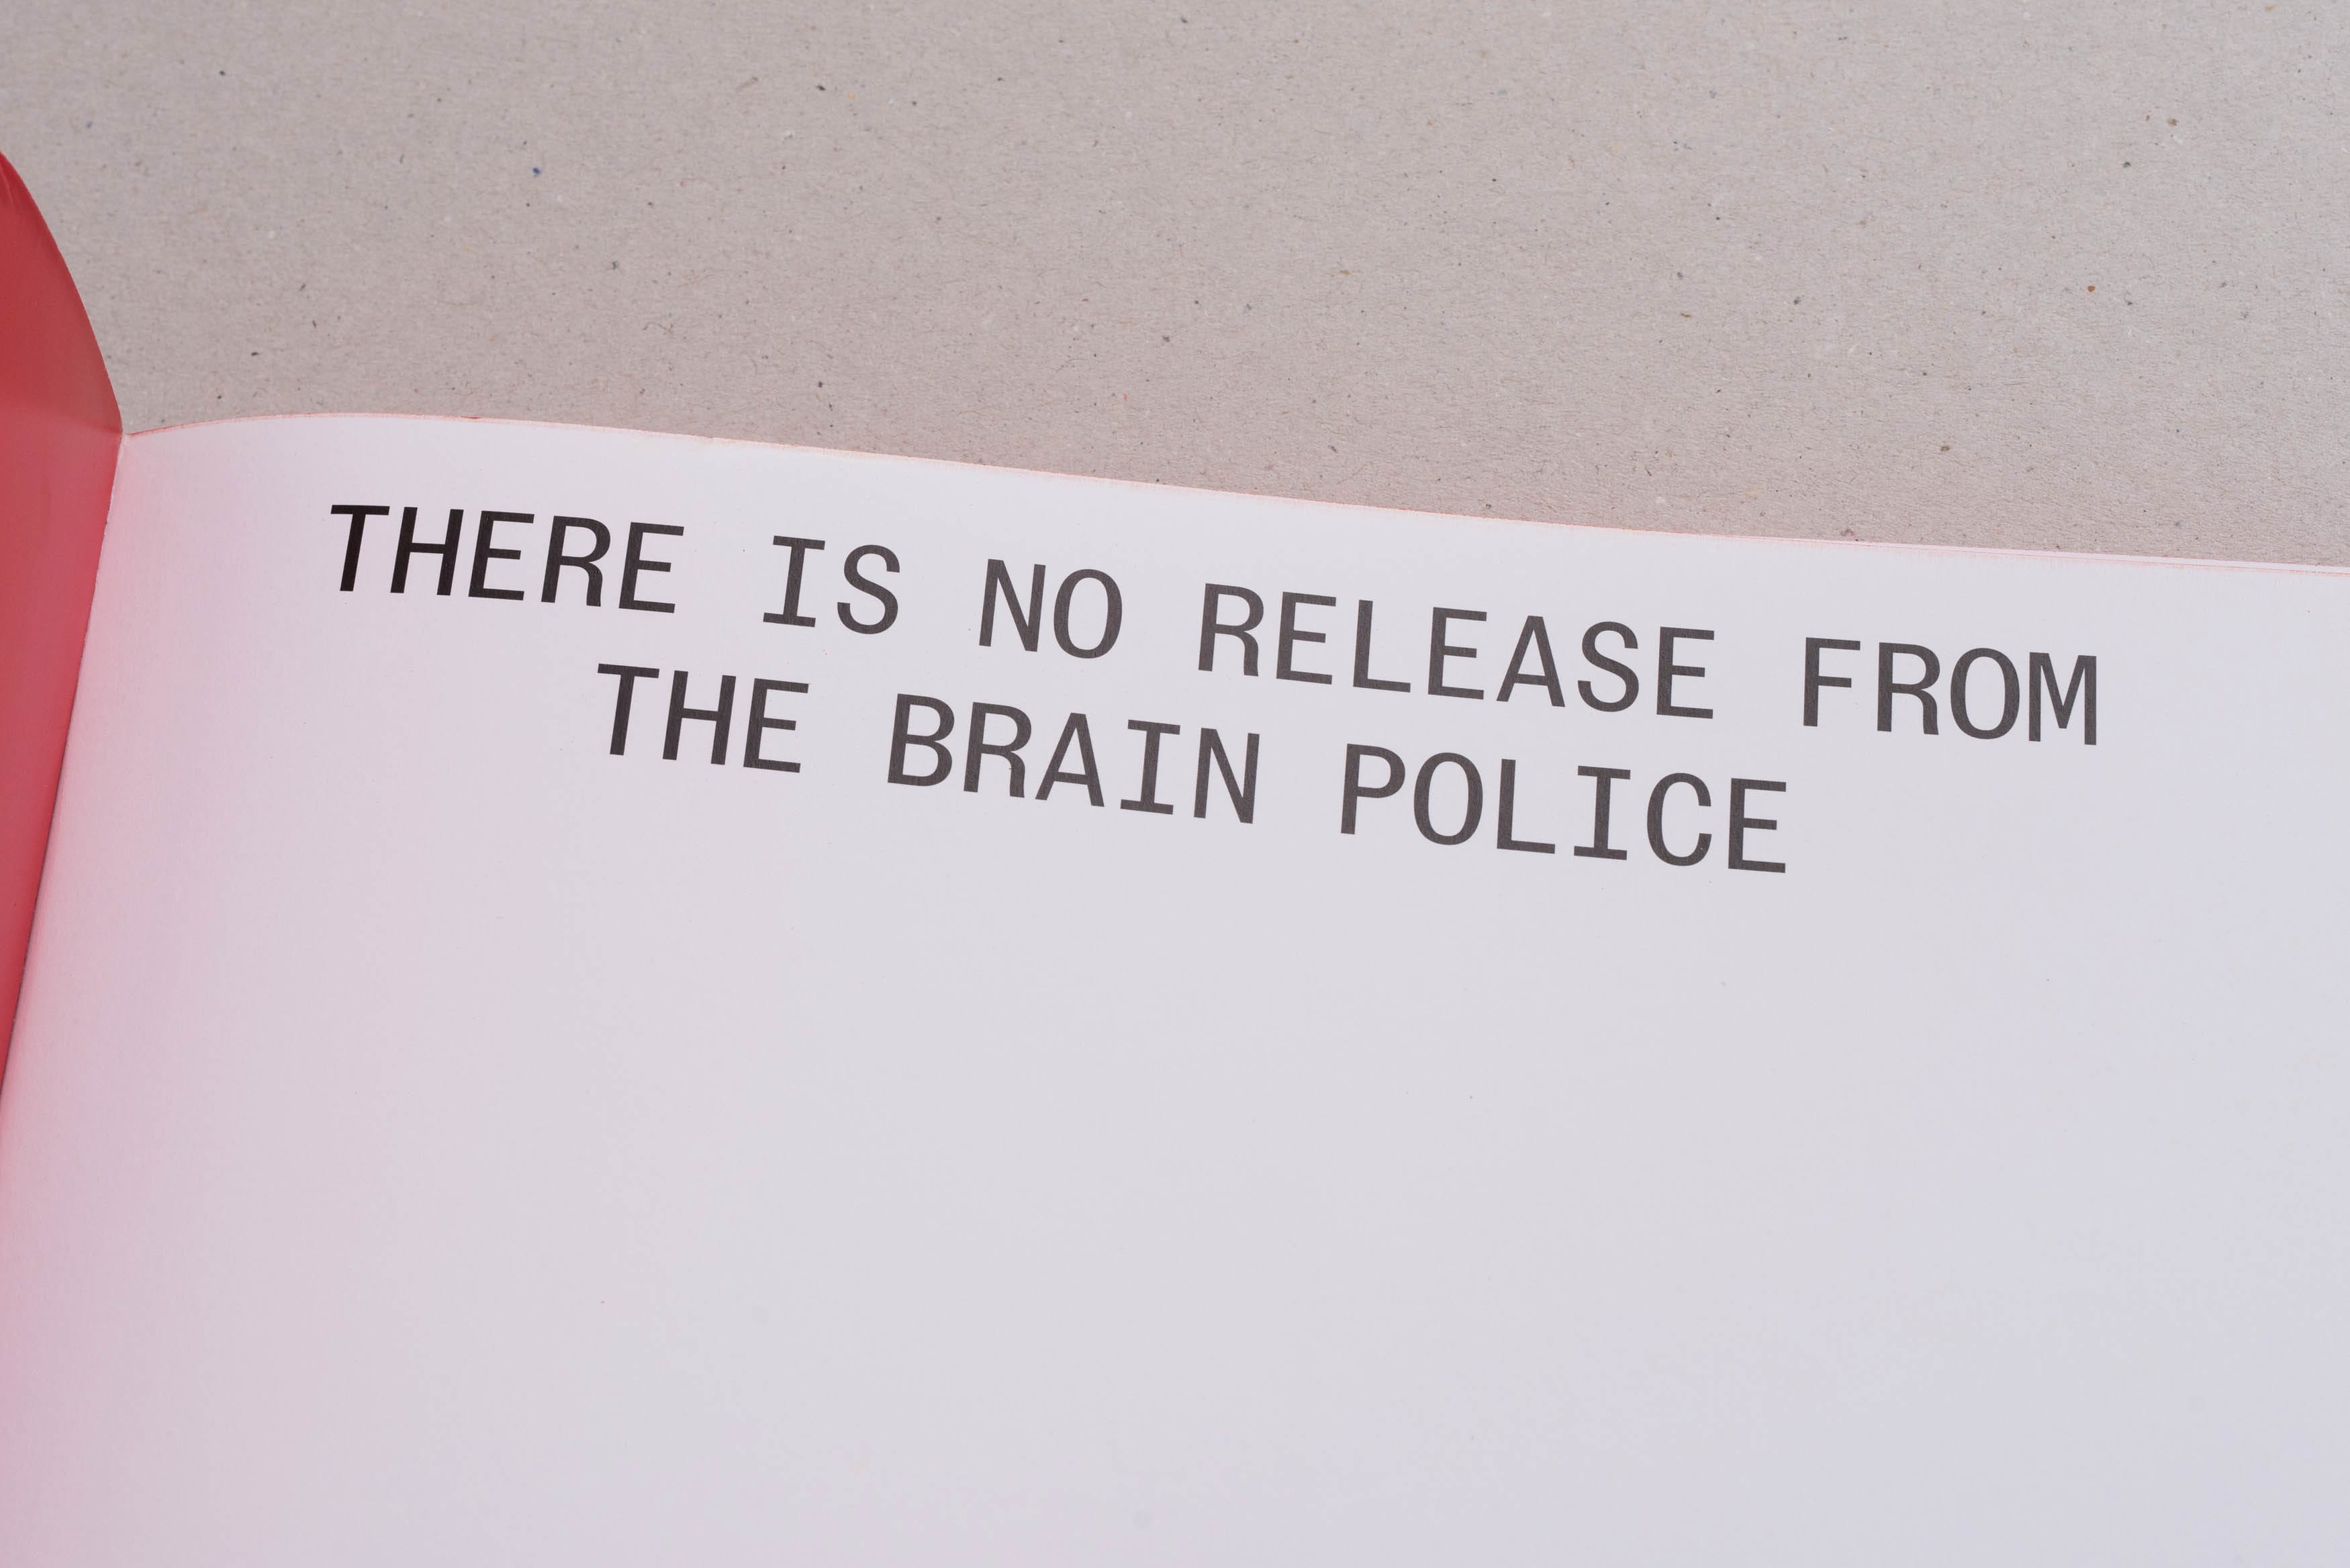 THERE IS NO RELEASE FROM
THE BRAIN POLICE